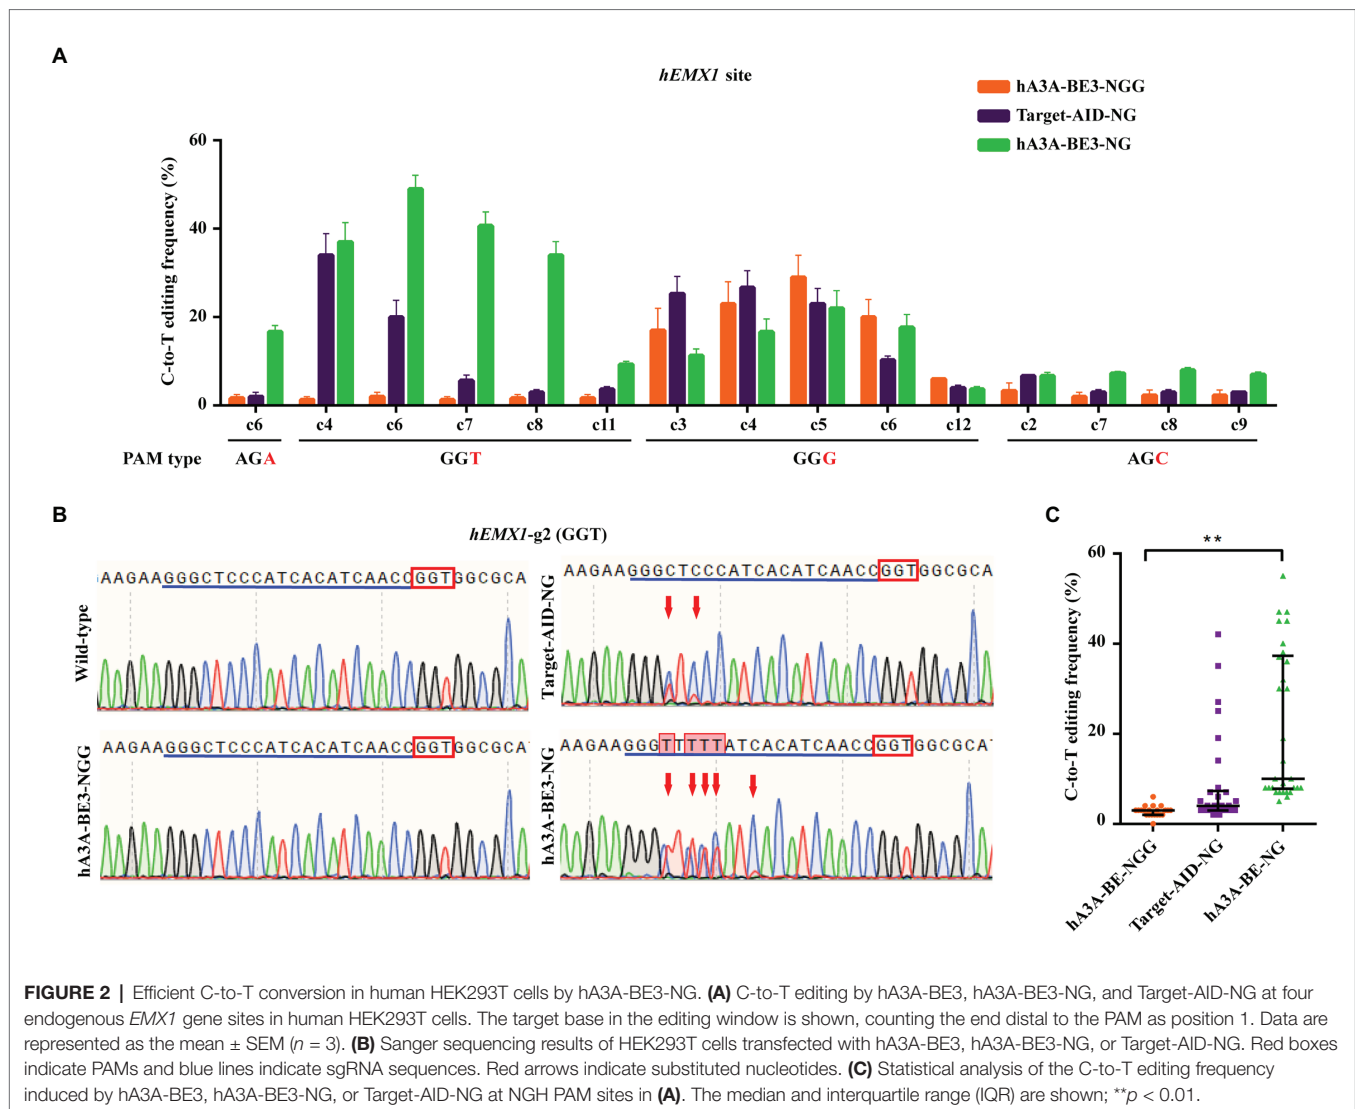 A
hEMX1 site
hA3A-BE3-NGG
Target-AID-NG
hA3A-BE3-NG
C-to-T editing frequency (%)
60
40
20
0
c6 c4 c6 c7 c8 c11 c3 c4 c5 c6 c12 c2 c7 c8 c9
PAM type AGA GGT GGG AGC
B
hEMX1-g2 (GGT)
Wild-type
AAGAAGGGCTCCCATCACATCAACCGGTGGCGCA
Target-AID-NG
AAGAAGGGCTCCCATCACATCAACCGGTGGCGCA
hA3A-BE3-NGG
AAGAAGGGCTCCCATCACATCAACCGGTGGCGCA
hA3A-BE3-NG
AAGAAGGGTTTTTATCACATCAACCGGTGGCGCA
C
C-to-T editing frequency (%)
60
40
20
0
**
hA3A-BE-NGG
Target-AID-NG
hA3A-BE-NG
FIGURE 2 | Efficient C-to-T conversion in human HEK293T cells by hA3A-BE3-NG. (A) C-to-T editing by hA3A-BE3, hA3A-BE3-NG, and Target-AID-NG at four
endogenous EMX1 gene sites in human HEK293T cells. The target base in the editing window is shown, counting the end distal to the PAM as position 1. Data are
represented as the mean ± SEM (n = 3). (B) Sanger sequencing results of HEK293T cells transfected with hA3A-BE3, hA3A-BE3-NG, or Target-AID-NG. Red boxes
indicate PAMs and blue lines indicate sgRNA sequences. Red arrows indicate substituted nucleotides. (C) Statistical analysis of the C-to-T editing frequency
induced by hA3A-BE3, hA3A-BE3-NG, or Target-AID-NG at NGH PAM sites in (A). The median and interquartile range (IQR) are shown; **p < 0.01.